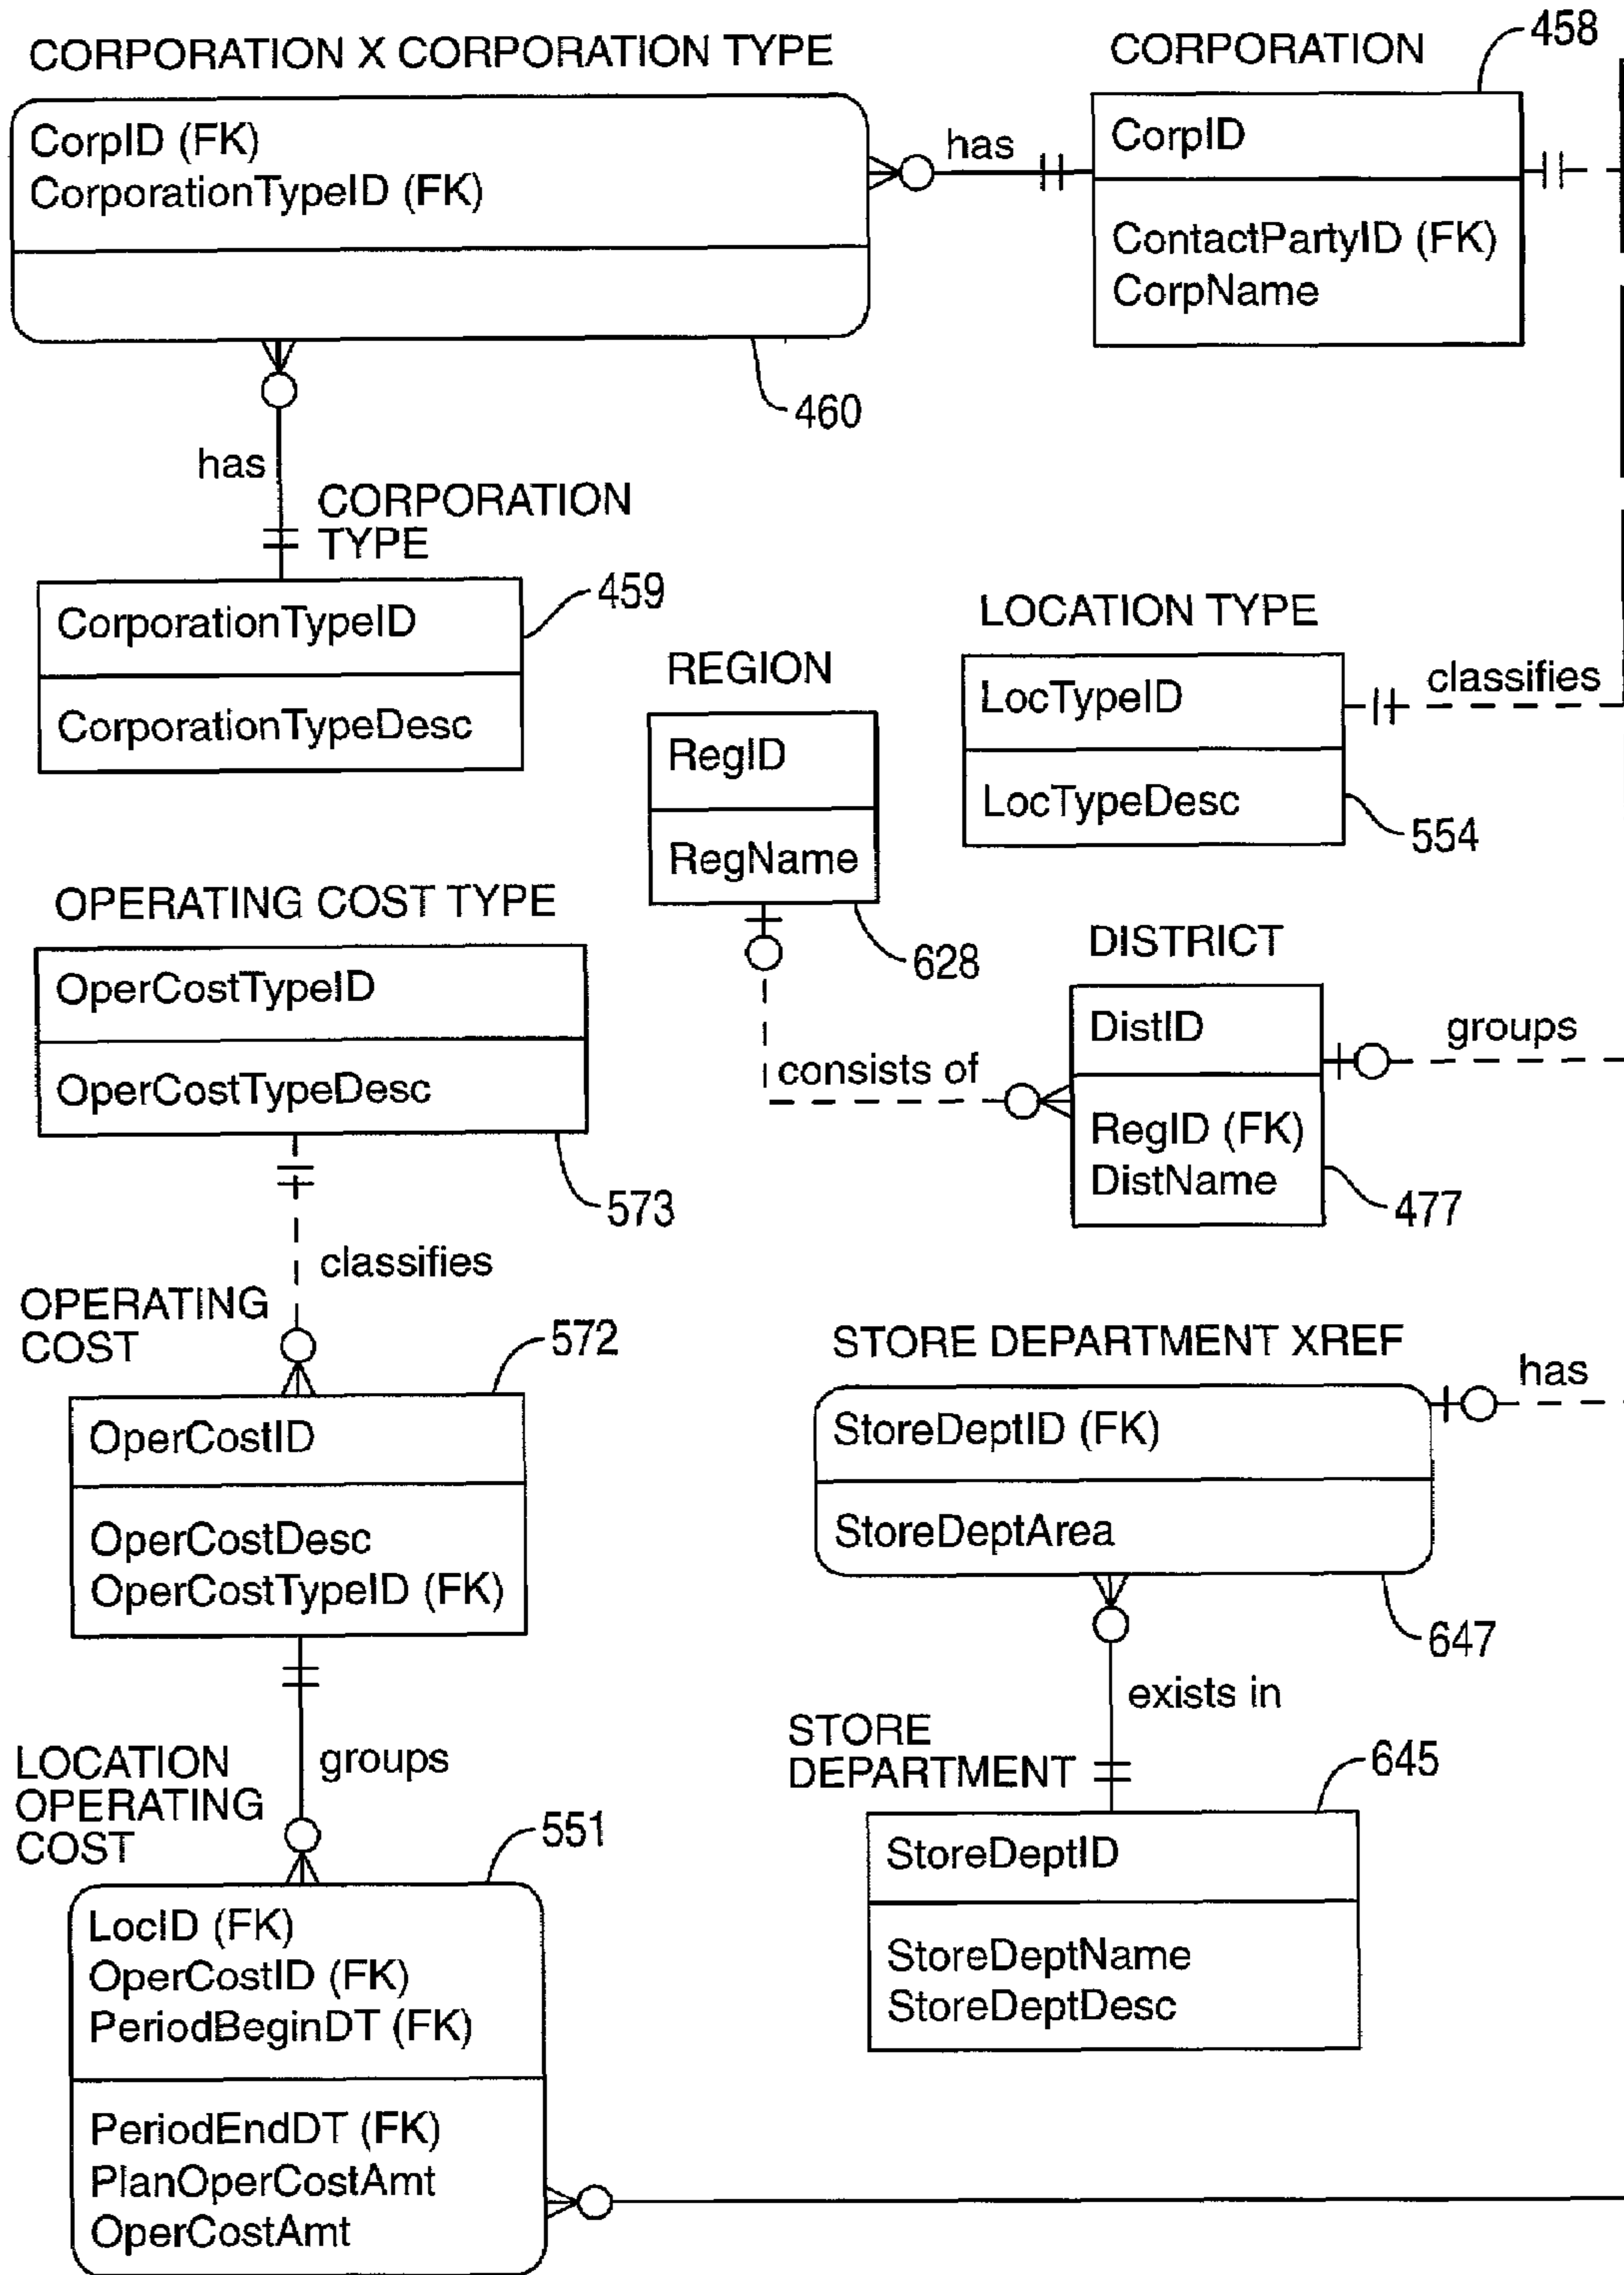 CORPORATION X CORPORATION TYPE
CorpID (FK)
CorporationTypeID (FK)
has
CORPORATION
458
CorpID
ContactPartyID (FK)
CorpName
460
has
CORPORATION
TYPE
459
CorporationTypeID
CorporationTypeDesc
REGION
RegID
RegName
628
LOCATION TYPE
LocTypeID
LocTypeDesc
classifies
554
OPERATING COST TYPE
OperCostTypeID
OperCostTypeDesc
573
consists of
DISTRICT
DistID
RegID (FK)
DistName
groups
477
classifies
OPERATING
COST
572
OperCostID
OperCostDesc
OperCostTypeID (FK)
STORE DEPARTMENT XREF
StoreDeptID (FK)
StoreDeptArea
has
647
exists in
STORE
DEPARTMENT
645
StoreDeptID
StoreDeptName
StoreDeptDesc
groups
LOCATION
OPERATING
COST
551
LocID (FK)
OperCostID (FK)
PeriodBeginDT (FK)
PeriodEndDT (FK)
PlanOperCostAmt
OperCostAmt